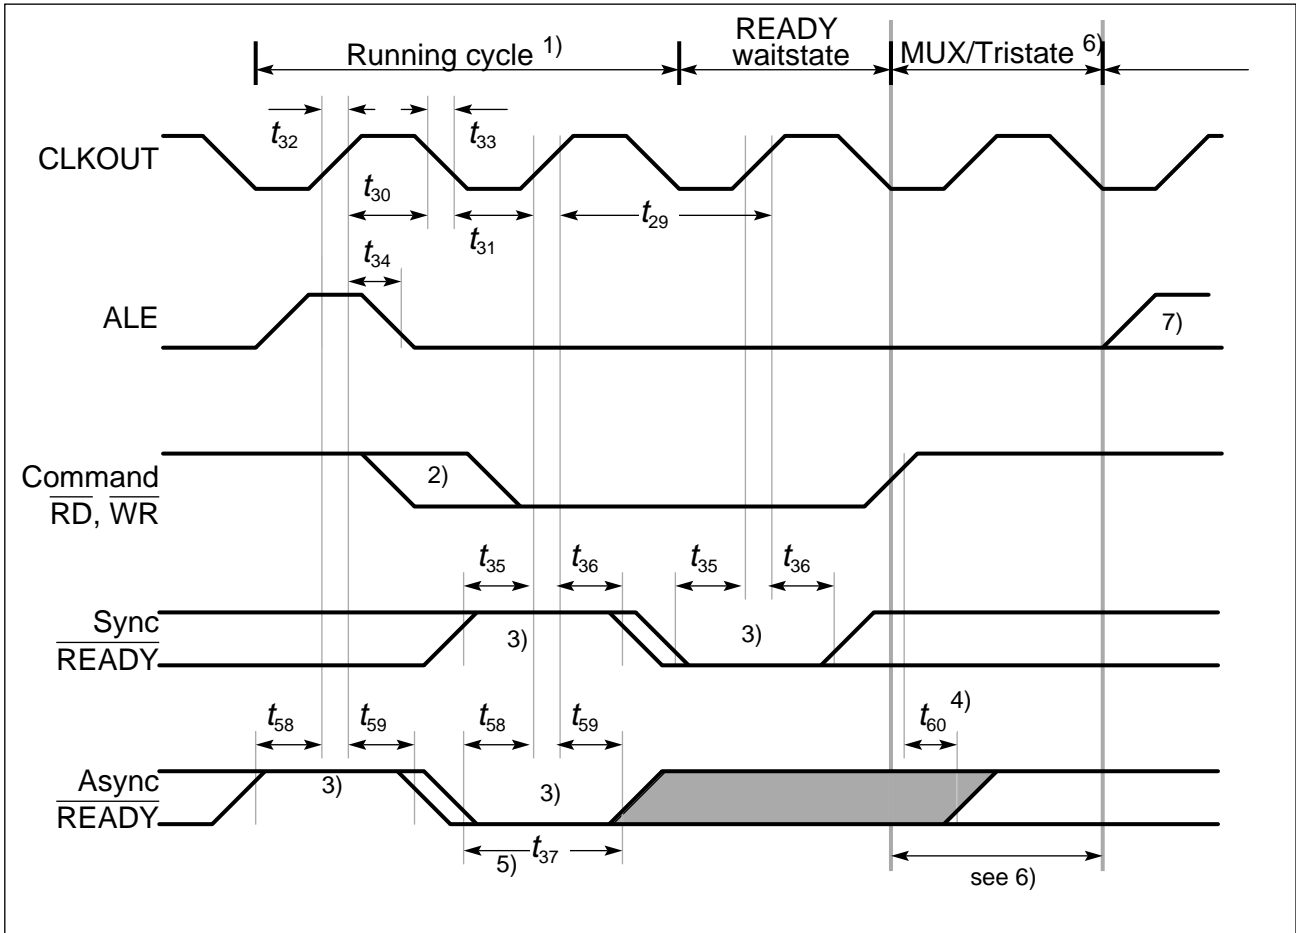 READY
Running cycle 1) waitstate MUX/Tristate 6)
t32 t33
CLKOUT
t30
t29
t31
t34
ALE
7)
Command
2)
RD, WR
t35 t36 t35 t36
Sync
3) 3)
READY
t58 t59 t58 t59 t60 4)
Async
3) 3)
READY
5) t37
see 6)